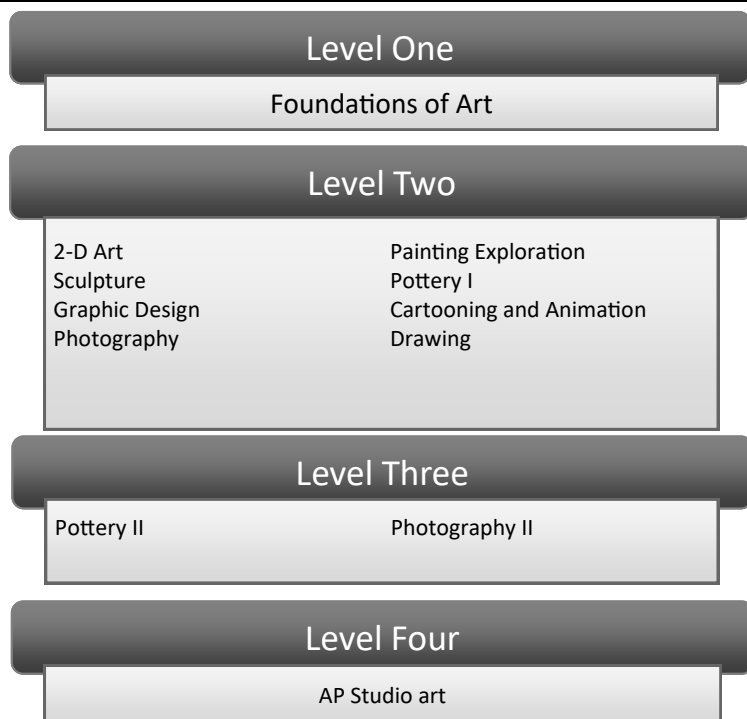 Level One
Foundations of Art
Level Two
2-D Art
Sculpture
Graphic Design
Photography
Painting Exploration
Pottery I
Cartooning and Animation
Drawing
Level Three
Pottery II
Photography II
Level Four
AP Studio art